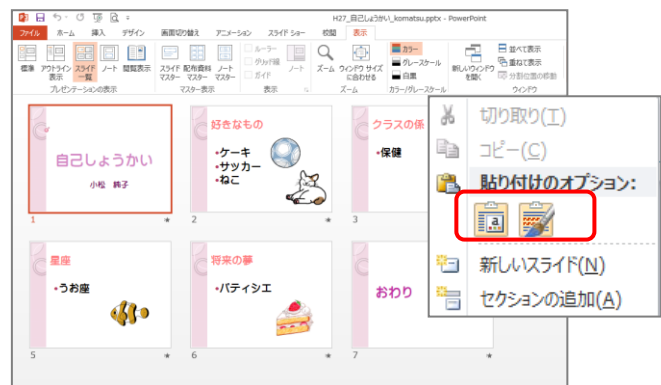 H27_自己しょうかい_komatsu.pptx - PowerPoint
ファイル ホーム 挿入 デザイン 画面切り替え アニメーション スライド ショー 校閲 表示
標準 アウトライン表示 スライド一覧 ノート 閲覧表示
プレゼンテーションの表示
スライドマスター 配布資料マスター ノートマスター
マスター表示
ルーラー
グリッド線
ガイド
ノート
表示
ズーム ウィンドウ サイズに合わせる
ズーム
カラー
グレースケール
白黒
カラー/グレースケール
新しいウィンドウを開く
並べて表示
重ねて表示
分割位置の移動
ウィンドウ
自己しょうかい
小松
1
好きなもの
•ケーキ
•サッカー
•ねこ
2
クラスの係
•保健
3
星座
•うお座
5
将来の夢
•パティシエ
6
おわり
7
切り取り(T)
コピー(C)
貼り付けのオプション:
a
新しいスライド(N)
セクションの追加(A)